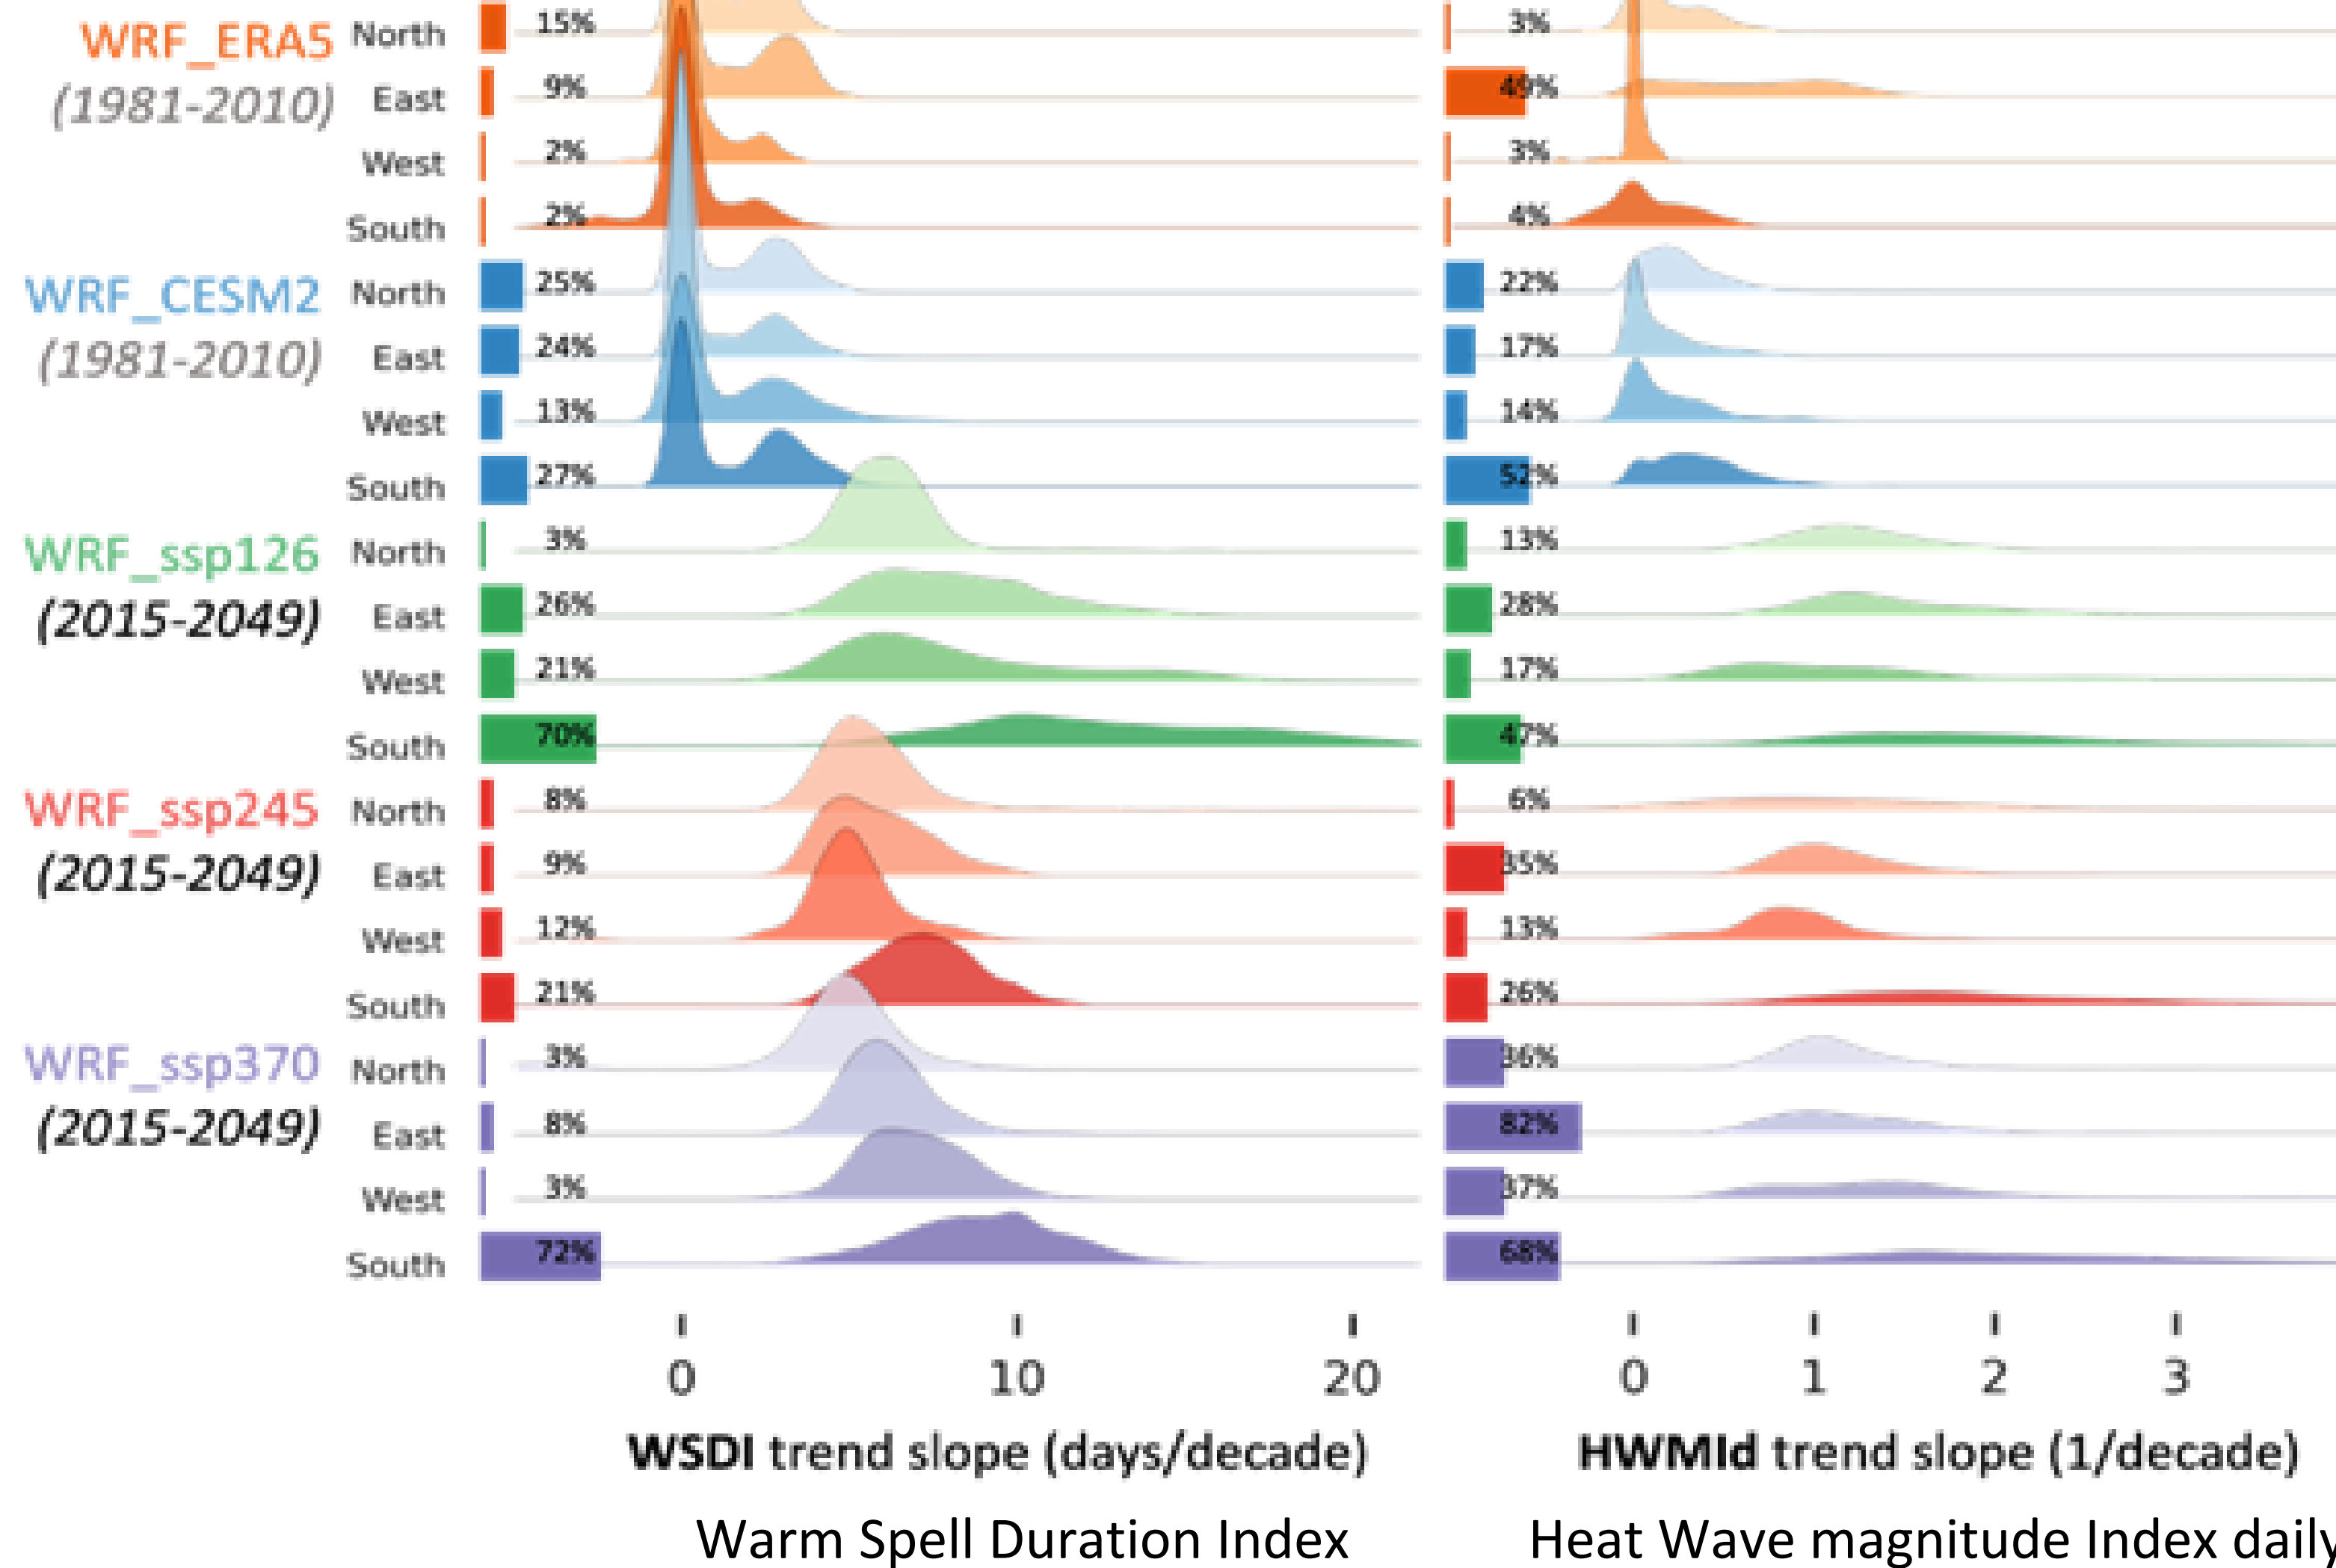 WRF_ERA5 North 15% 3%
(1981-2010) East 9% 49%
West 2% 3%
South 2% 4%
WRF_CESM2 North 25% 22%
(1981-2010) East 24% 17%
West 13% 14%
South 27% 52%
WRF_ssp126 North 3% 13%
(2015-2049) East 26% 28%
West 21% 17%
South 70% 47%
WRF_ssp245 North 8% 6%
(2015-2049) East 9% 35%
West 12% 13%
South 21% 26%
WRF_ssp370 North 3% 36%
(2015-2049) East 8% 82%
West 3% 37%
South 72% 68%
0 10 20 0 1 2 3
WSDI trend slope (days/decade) HWMId trend slope (1/decade)
Warm Spell Duration Index Heat Wave magnitude Index daily